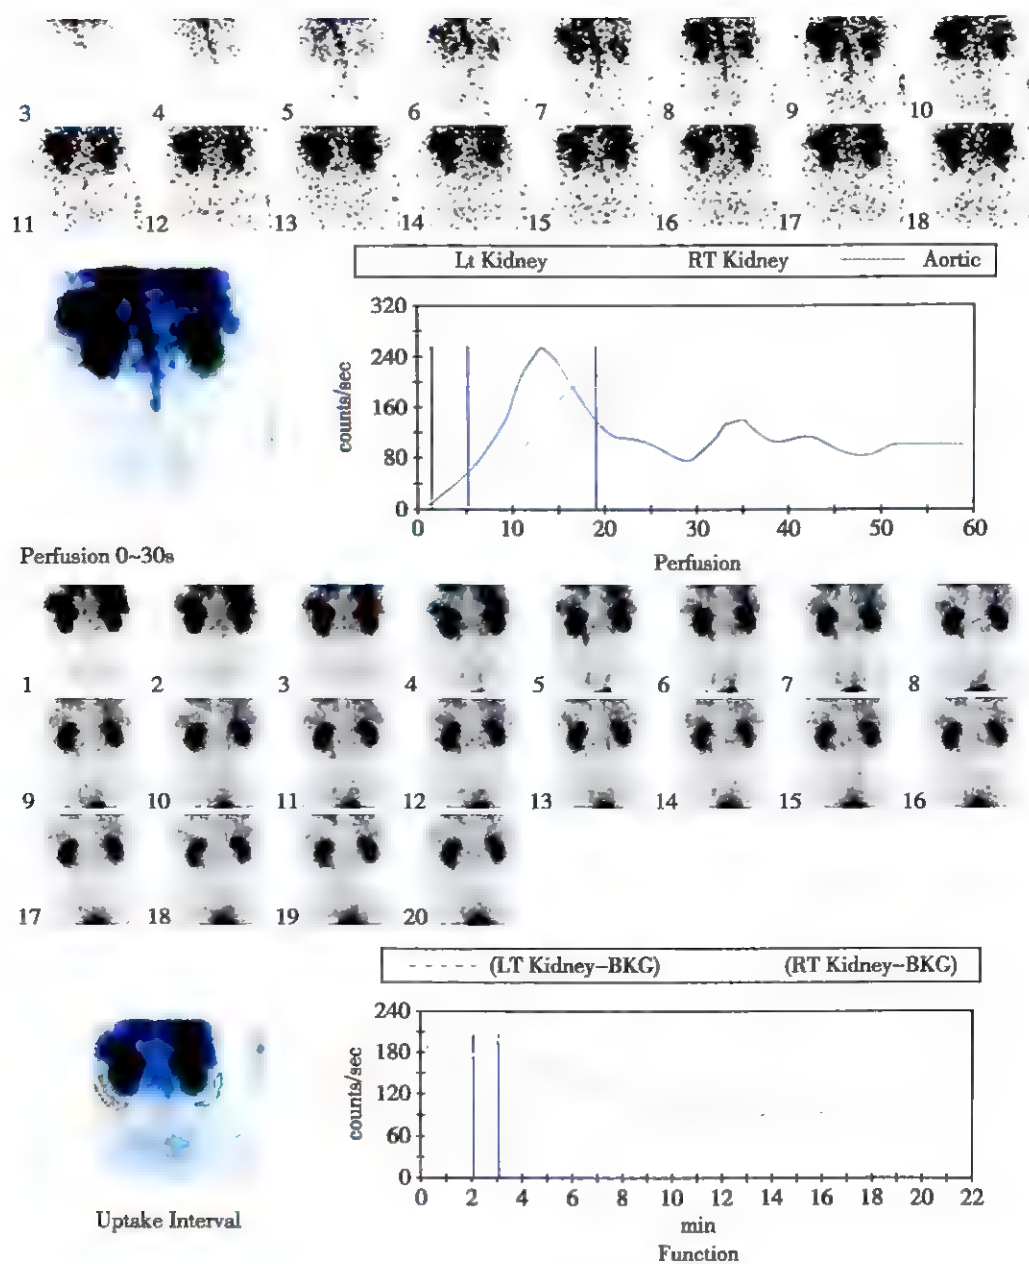 3 4 5 6 7 8 9 10
11 12 13 14 15 16 17 18
Lt Kidney RT Kidney Aortic
320
240
160
80
0
counts/sec
0 10 20 30 40 50 60
Perfusion 0~30s
Perfusion
1 2 3 4 5 6 7 8
9 10 11 12 13 14 15 16
17 18 19 20
(LT Kidney-BKG) (RT Kidney-BKG)
240
180
120
60
0
counts/sec
0 2 4 6 8 10 12 14 16 18 20 22
min
Uptake Interval
Function